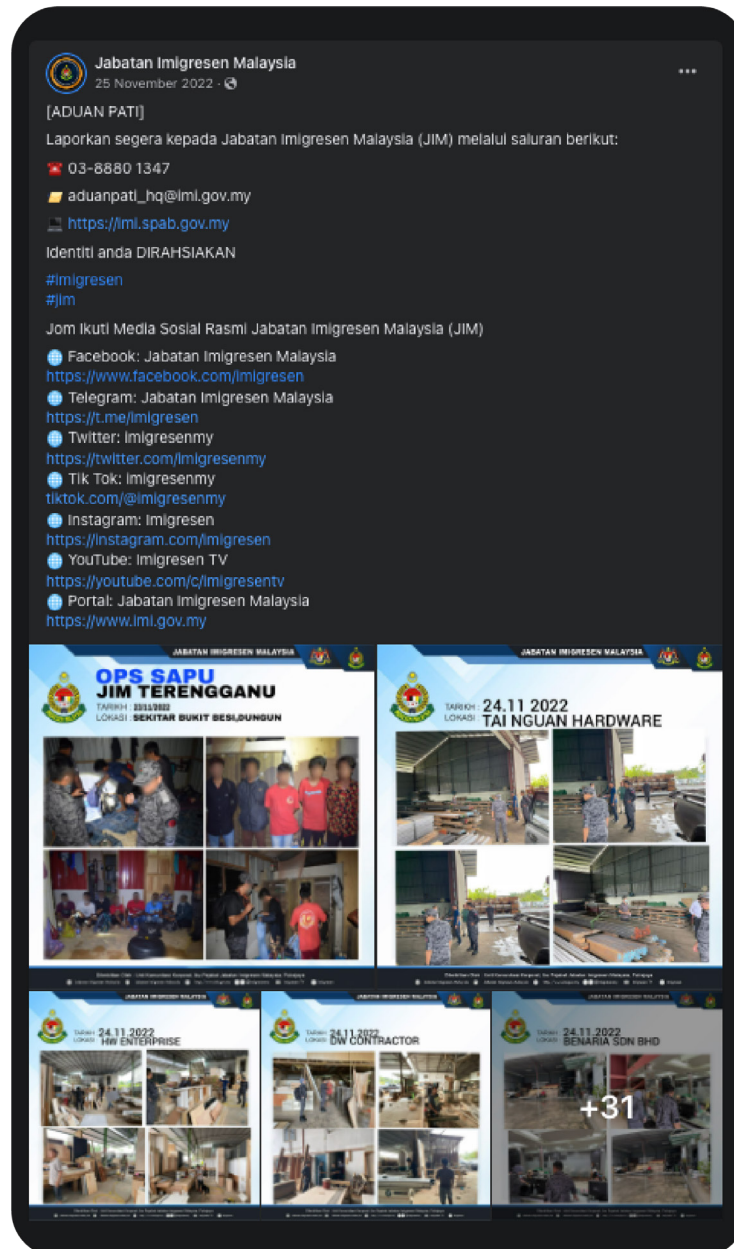 Jabatan Imigresen Malaysia
25 November 2022 ·
[ADUAN PATI]
Laporkan segera kepada Jabatan Imigresen Malaysia (JIM) melalui saluran berikut:
03-8880 1347
aduanpati_hq@imi.gov.my
https://imi.spab.gov.my
Identiti anda DIRAHSIAKAN
#imigresen
#jim
Jom Ikuti Media Sosial Rasmi Jabatan Imigresen Malaysia (JIM)
Facebook: Jabatan Imigresen Malaysia
https://www.facebook.com/imigresen
Telegram: Jabatan Imigresen Malaysia
https://t.me/imigresen
Twitter: imigresenmy
https://twitter.com/imigresenmy
Tik Tok: imigresenmy
tiktok.com/@imigresenmy
Instagram: Imigresen
https://instagram.com/imigresen
YouTube: Imigresen TV
https://youtube.com/c/imigresentv
Portal: Jabatan Imigresen Malaysia
https://www.imi.gov.my
JABATAN IMIGRESEN MALAYSIA
OPS SAPU
JIM TERENGGANU
TARIKH :
LOKASI : SEKITAR BUKIT BESI,DUNGUN
JABATAN IMIGRESEN MALAYSIA
TARIKH : 24.11 2022
LOKASI : TAI NGUAN HARDWARE
JABATAN IMIGRESEN MALAYSIA
TARIKH : 24.11.2022
LOKASI : HW ENTERPRISE
JABATAN IMIGRESEN MALAYSIA
TARIKH : 24.11.2022
LOKASI : DW CONTRACTOR
JABATAN IMIGRESEN MALAYSIA
TARIKH : 24.11.2022
LOKASI : BENARIA SDN BHD
+31